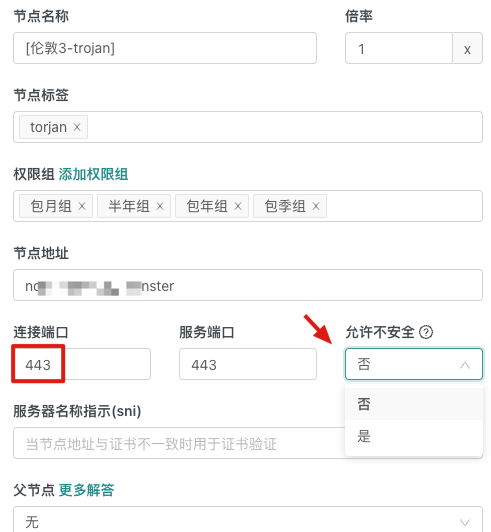 节点名称 倍率
[伦敦3-trojan] 1 x
节点标签
torjan ×
权限组 添加权限组
包月组 × 半年组 × 包年组 × 包季组 ×
节点地址
nster
连接端口 服务端口 允许不安全 ?
443 443 否
否
服务器名称指示(sni)
是
当节点地址与证书不一致时用于证书验证
父节点 更多解答
无